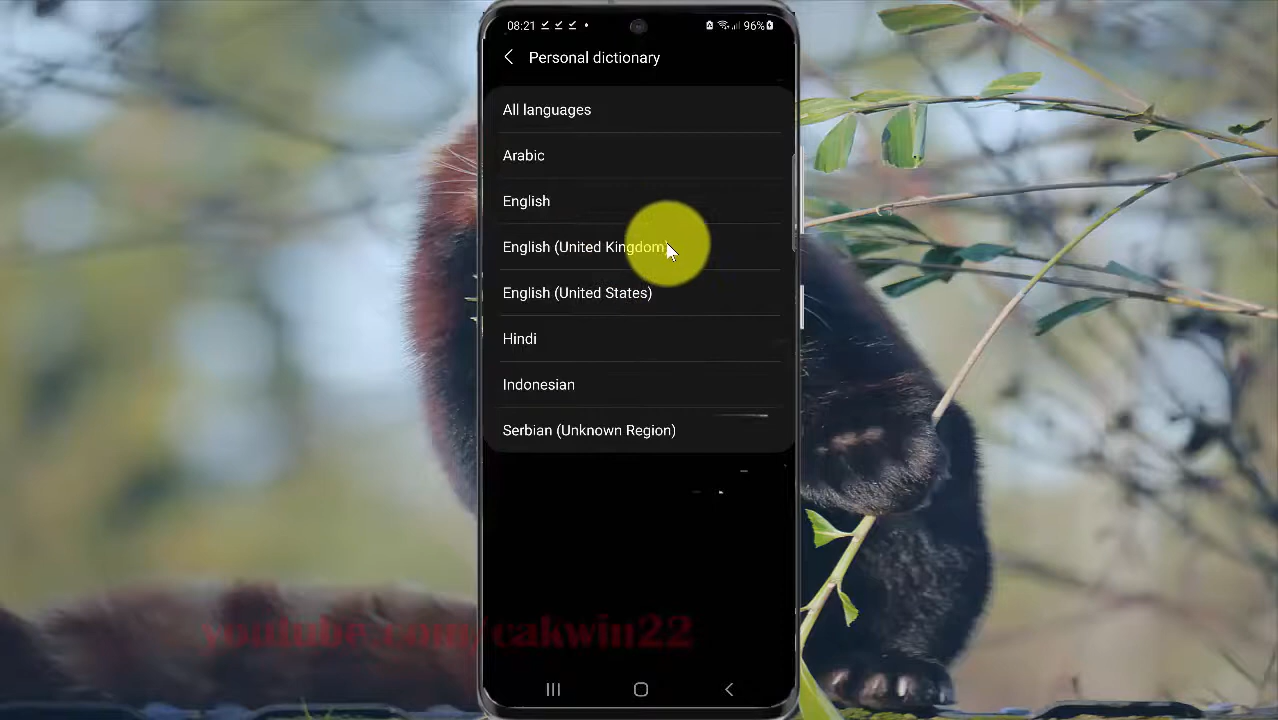 08:21 96%
Personal dictionary
All languages
Arabic
English
English (United Kingdom)
English (United States)
Hindi
Indonesian
Serbian (Unknown Region)
youtube.com/cakwin22